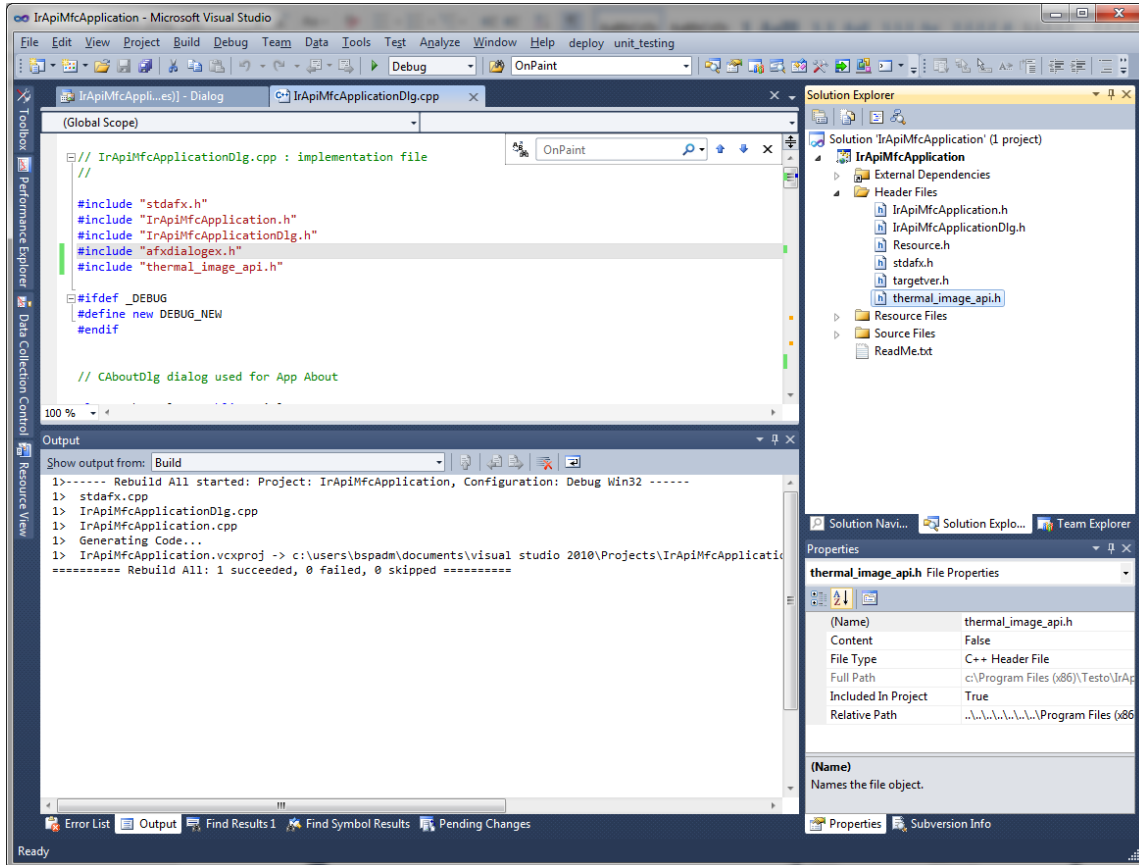 IrApiMfcApplication - Microsoft Visual Studio
File Edit View Project Build Debug Team Data Tools Test Analyze Window Help deploy unit_testing
Debug OnPaint
Toolbox
Performance Explorer
Data Collection Control
Resource View
IrApiMfcAppli...es)] - Dialog IrApiMfcApplicationDlg.cpp
(Global Scope)
OnPaint
// IrApiMfcApplicationDlg.cpp : implementation file
//
#include "stdafx.h"
#include "IrApiMfcApplication.h"
#include "IrApiMfcApplicationDlg.h"
#include "afxdialogex.h"
#include "thermal_image_api.h"
#ifdef _DEBUG
#define new DEBUG_NEW
#endif
// CAboutDlg dialog used for App About
100 %
Output
Show output from: Build
1>------ Rebuild All started: Project: IrApiMfcApplication, Configuration: Debug Win32 ------
1> stdafx.cpp
1> IrApiMfcApplicationDlg.cpp
1> IrApiMfcApplication.cpp
1> Generating Code...
1> IrApiMfcApplication.vcxproj -> c:\users\bspadm\documents\visual studio 2010\Projects\IrApiMfcApplicatio
========== Rebuild All: 1 succeeded, 0 failed, 0 skipped ==========
Error List Output Find Results 1 Find Symbol Results Pending Changes
Ready
Solution Explorer
Solution 'IrApiMfcApplication' (1 project)
IrApiMfcApplication
External Dependencies
Header Files
IrApiMfcApplication.h
IrApiMfcApplicationDlg.h
Resource.h
stdafx.h
targetver.h
thermal_image_api.h
Resource Files
Source Files
ReadMe.txt
Solution Navi... Solution Explo... Team Explorer
Properties
thermal_image_api.h File Properties
(Name) thermal_image_api.h
Content False
File Type C++ Header File
Full Path c:\Program Files (x86)\Testo\IrAp
Included In Project True
Relative Path ..\..\..\..\..\..\..\Program Files (x86
(Name)
Names the file object.
Properties Subversion Info